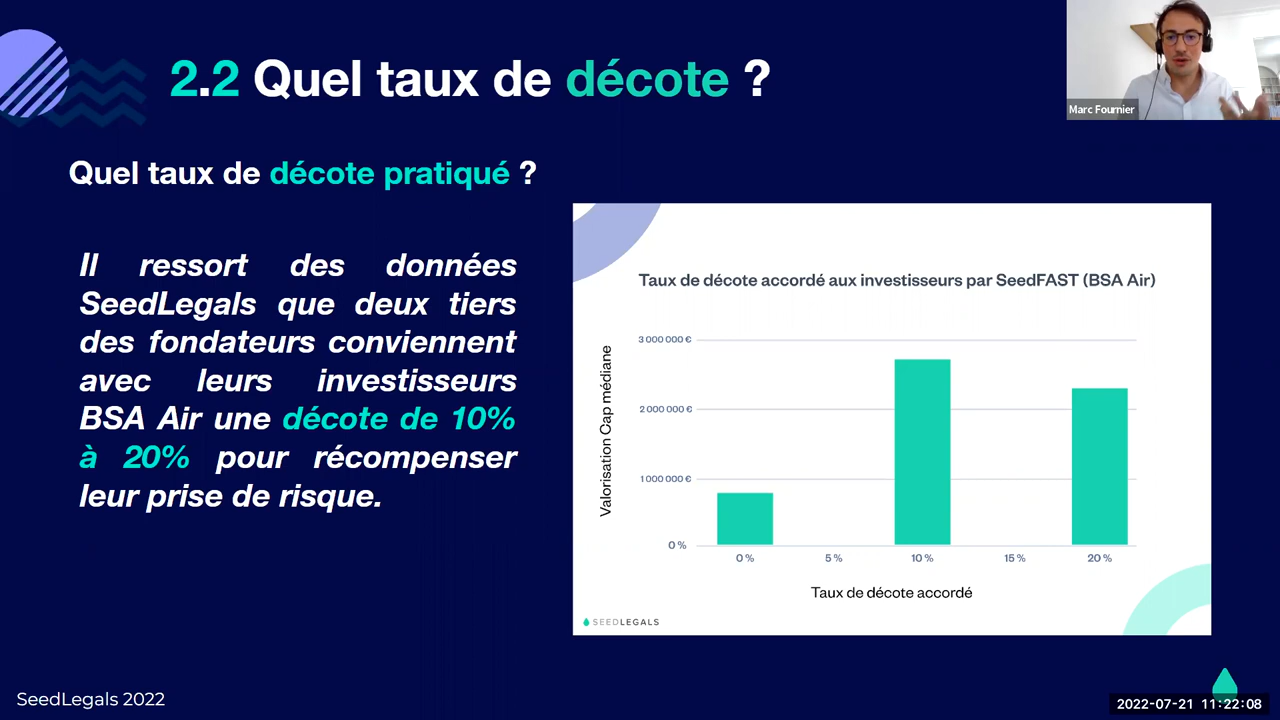 2.2 Quel taux de décote ?
Marc Fournier
Quel taux de décote pratiqué ?
Il ressort des données
SeedLegals que deux tiers
des fondateurs conviennent
avec leurs investisseurs
BSA Air une décote de 10%
à 20% pour récompenser
leur prise de risque.
Taux de décote accordé aux investisseurs par SeedFAST (BSA Air)
Valorisation Cap médiane
3 000 000 €
2 000 000 €
1 000 000 €
0 %
0 % 5 % 10 % 15 % 20 %
Taux de décote accordé
SEEDLEGALS
SeedLegals 2022
2022-07-21 11:22:08